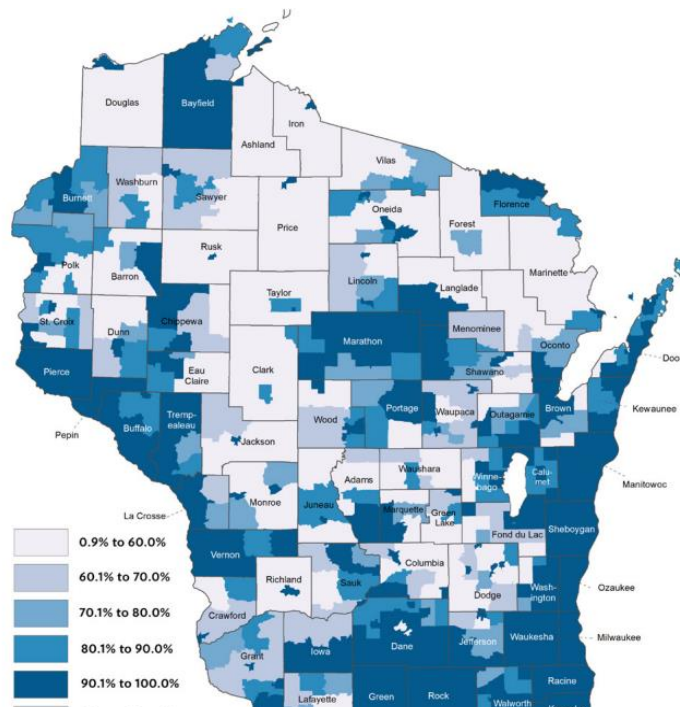 Douglas
Bayfield
Iron
Ashland
Vilas
Burnett
Washburn
Sawyer
Oneida
Florence
Forest
Price
Marinette
Rusk
Polk
Barron
Langlade
Lincoln
Taylor
Chippewa
St. Croix
Dunn
Menominee
Marathon
Oconto
Doo
Clark
Eau
Claire
Shawano
Pierce
Pepin
Buffalo
Tremp-
ealeau
Wood
Portage
Waupaca
Outagamie
Brown
Kewaunee
Jackson
Manitowoc
Adams
Waushara
Winne-
bago
Calu-
met
La Crosse
Monroe
Juneau
Marquette
Green
Lake
Fond du Lac
Sheboygan
Vernon
Richland
Sauk
Columbia
Dodge
Wash-
ington
Ozaukee
Crawford
Milwaukee
Grant
Iowa
Dane
Jefferson
Waukesha
Lafayette
Green
Rock
Walworth
Racine
0.9% to 60.0%
60.1% to 70.0%
70.1% to 80.0%
80.1% to 90.0%
90.1% to 100.0%